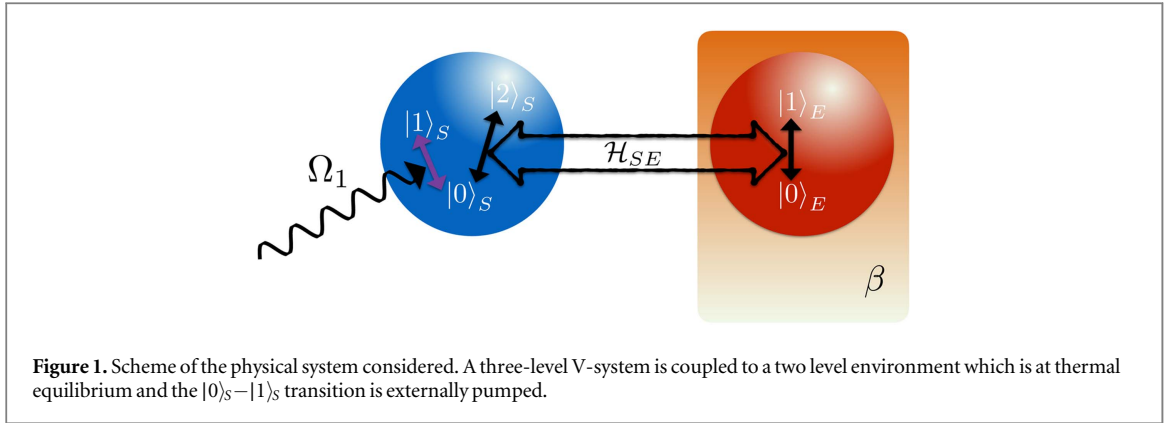 |2⟩_S
|1⟩_S
|1⟩_E
ℋ_SE
Ω₁
|0⟩_S
|0⟩_E
β
Figure 1. Scheme of the physical system considered. A three-level V-system is coupled to a two level environment which is at thermal
equilibrium and the |0⟩_S–|1⟩_S transition is externally pumped.